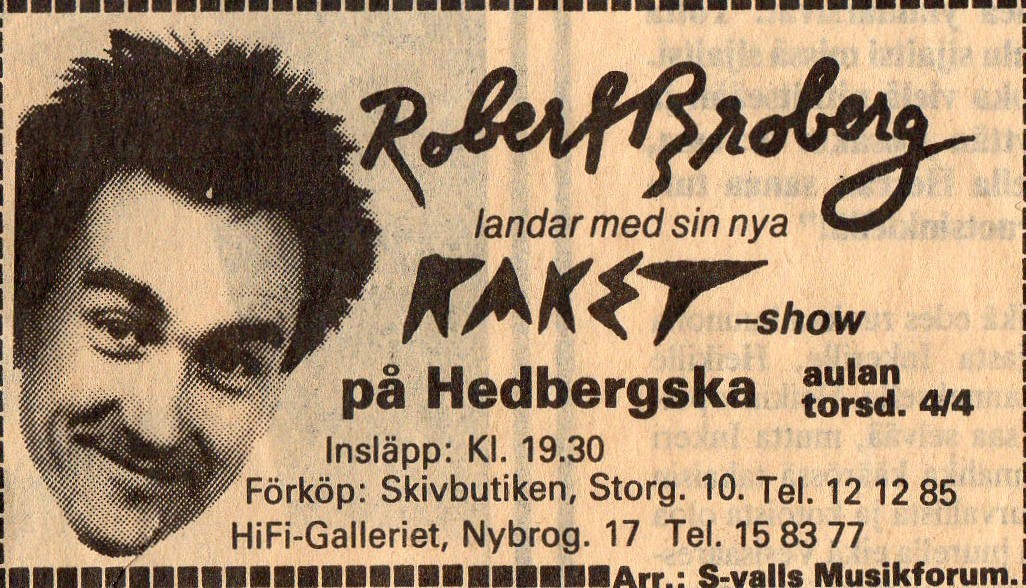 Robert Broberg
landar med sin nya
RAKET –show
på Hedbergska aulan
torsd. 4/4
Insläpp: Kl. 19.30
Förköp: Skivbutiken, Storg. 10. Tel. 12 12 85
HiFi-Galleriet, Nybrog. 17 Tel. 15 83 77
Arr.: S-valls Musikforum.